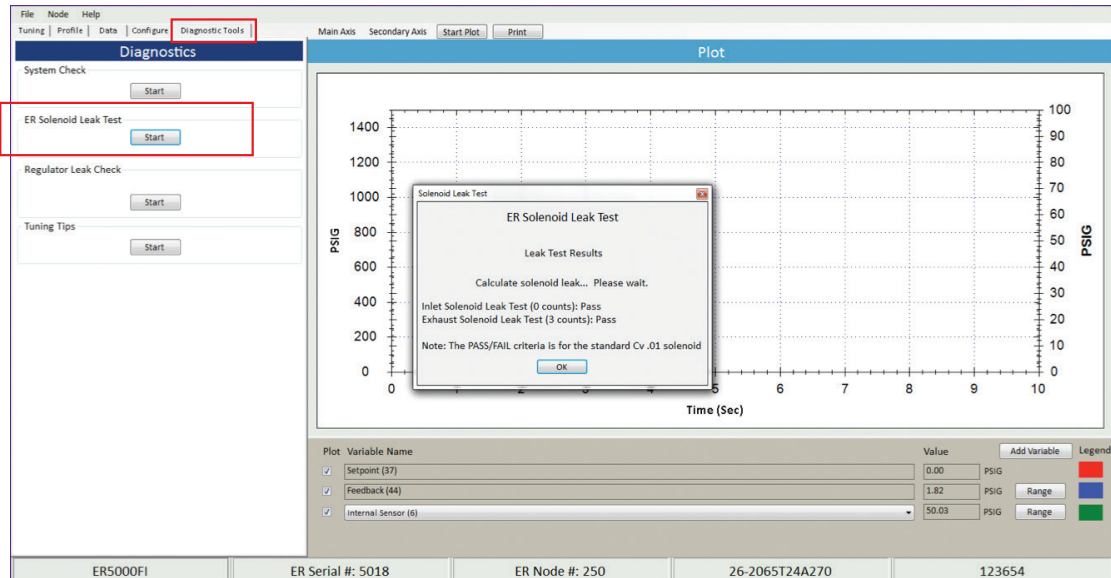 File Node Help
Tuning Profile Data Configure Diagnostic Tools Main Axis Secondary Axis Start Plot Print
Diagnostics
System Check
Start
ER Solenoid Leak Test
Start
Regulator Leak Check
Start
Tuning Tips
Start
Plot
PSIG
1400
1200
1000
800
600
400
200
0
0 1 2 3 4 5 6 7 8 9 10
Time (Sec)
100
90
80
70
60
50
40
30
20
10
0
PSIG
Solenoid Leak Test
ER Solenoid Leak Test
Leak Test Results
Calculate solenoid leak... Please wait.
Inlet Solenoid Leak Test (0 counts): Pass
Exhaust Solenoid Leak Test (3 counts): Pass
Note: The PASS/FAIL criteria is for the standard Cv .01 solenoid
OK
Plot Variable Name Value Add Variable Legend
Setpoint (37) 0.00 PSIG
Feedback (44) 1.82 PSIG Range
Internal Sensor (6) 50.03 PSIG Range
ER5000FI ER Serial #: 5018 ER Node #: 250 26-2065T24A270 123654